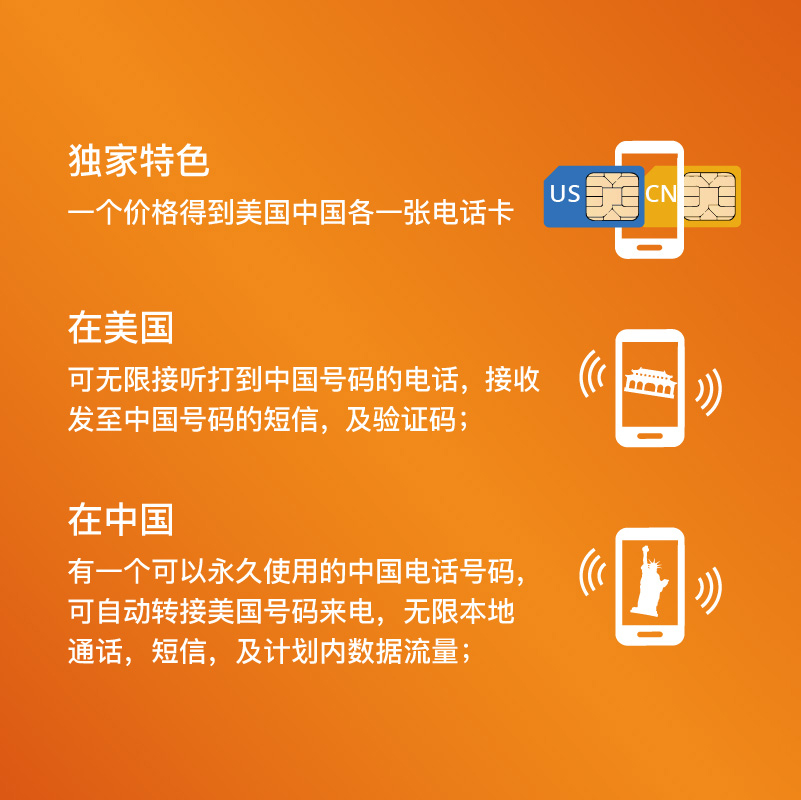 独家特色
一个价格得到美国中国各一张电话卡
US
CN
在美国
可无限接听打到中国号码的电话，接收
发至中国号码的短信，及验证码；
在中国
有一个可以永久使用的中国电话号码，
可自动转接美国号码来电，无限本地
通话，短信，及计划内数据流量；